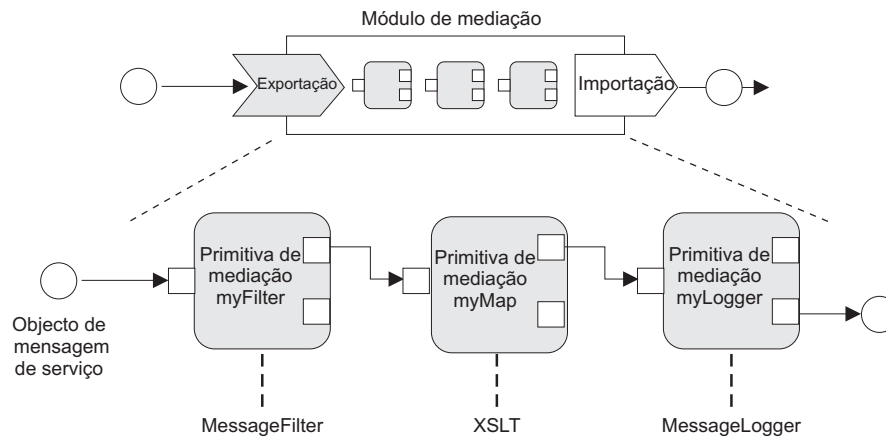 Módulo de mediação
Exportação
Importação
Primitiva de
mediação
myFilter
Primitiva de
mediação
myMap
Primitiva de
mediação
myLogger
Objecto de
mensagem
de serviço
MessageFilter
XSLT
MessageLogger